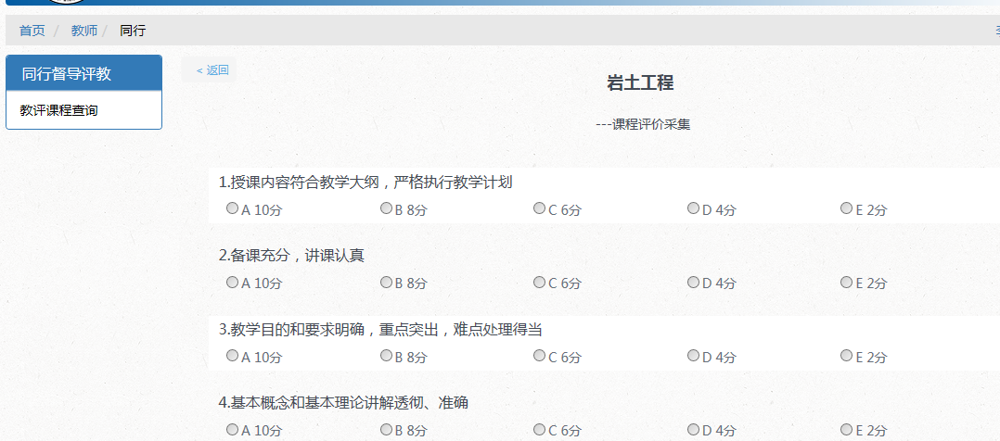 首页 / 教师 / 同行
同行督导评教
教评课程查询
< 返回
岩土工程
---课程评价采集
1.授课内容符合教学大纲，严格执行教学计划
A 10分 B 8分 C 6分 D 4分 E 2分
2.备课充分，讲课认真
A 10分 B 8分 C 6分 D 4分 E 2分
3.教学目的和要求明确，重点突出，难点处理得当
A 10分 B 8分 C 6分 D 4分 E 2分
4.基本概念和基本理论讲解透彻、准确
A 10分 B 8分 C 6分 D 4分 E 2分